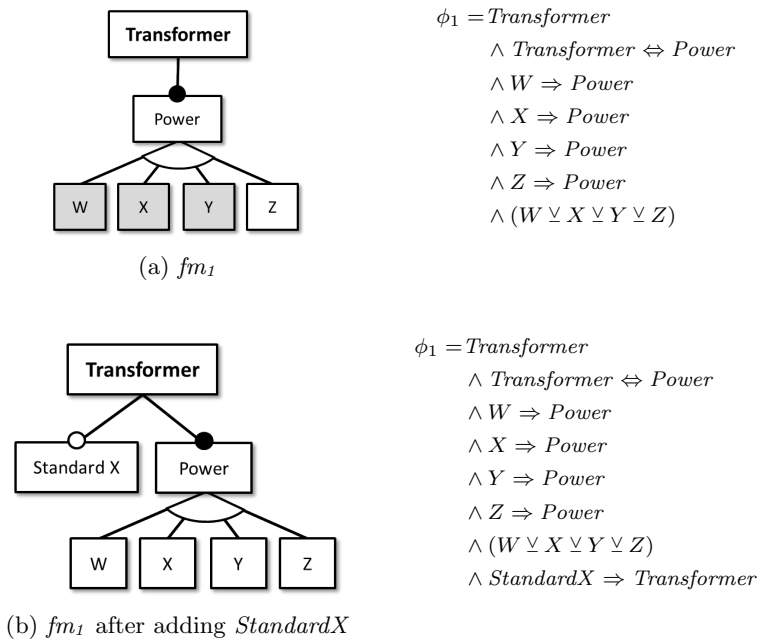 Transformer
Power
W X Y Z
(a) fm₁
ϕ₁ = Transformer
∧ Transformer ⇔ Power
∧ W ⇒ Power
∧ X ⇒ Power
∧ Y ⇒ Power
∧ Z ⇒ Power
∧ (W ⊻ X ⊻ Y ⊻ Z)
Transformer
Standard X Power
W X Y Z
(b) fm₁ after adding StandardX
ϕ₁ = Transformer
∧ Transformer ⇔ Power
∧ W ⇒ Power
∧ X ⇒ Power
∧ Y ⇒ Power
∧ Z ⇒ Power
∧ (W ⊻ X ⊻ Y ⊻ Z)
∧ StandardX ⇒ Transformer